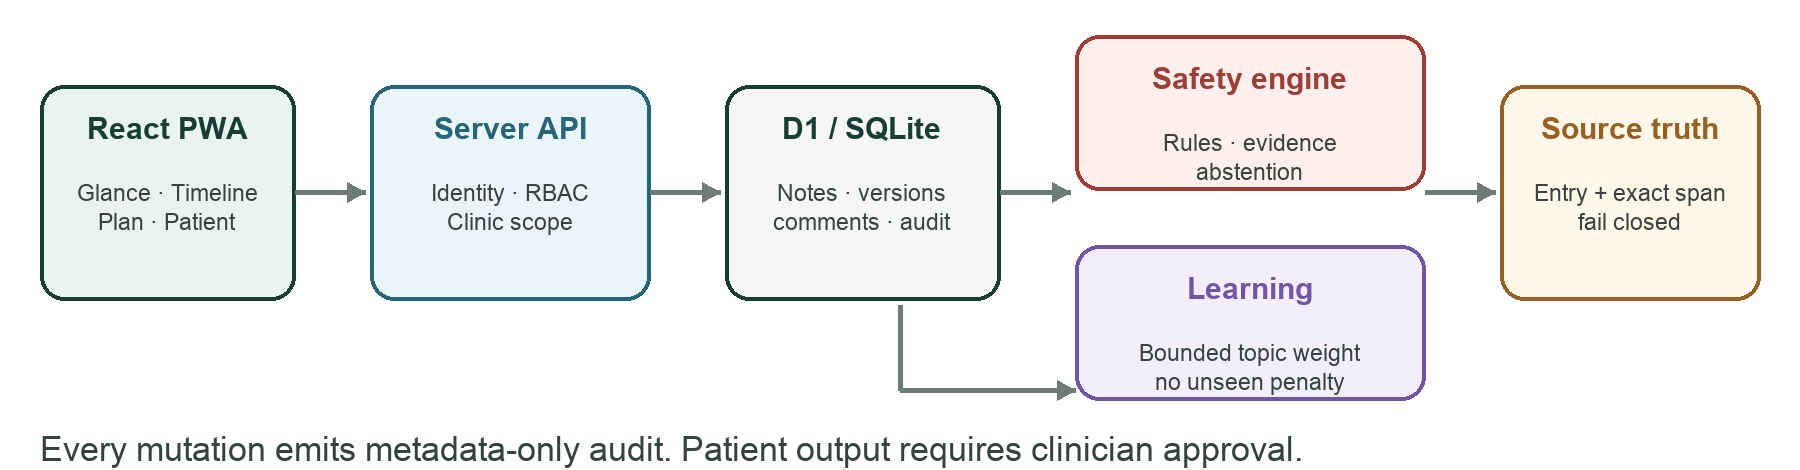 React PWA
Glance · Timeline
Plan · Patient
Server API
Identity · RBAC
Clinic scope
D1 / SQLite
Notes · versions
comments · audit
Safety engine
Rules · evidence
abstention
Learning
Bounded topic weight
no unseen penalty
Source truth
Entry + exact span
fail closed
Every mutation emits metadata-only audit. Patient output requires clinician approval.